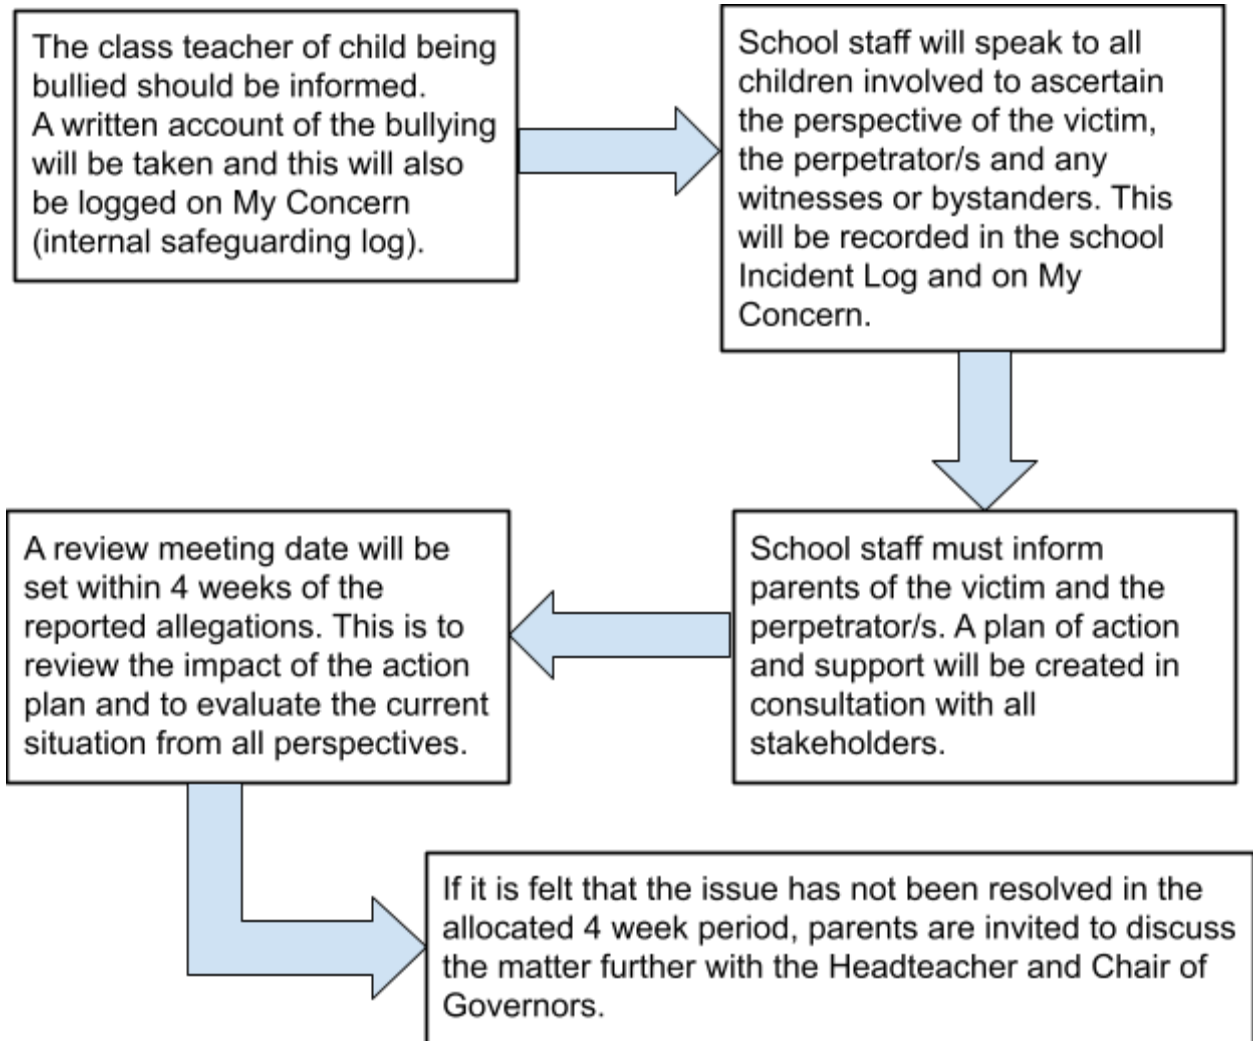 The class teacher of child being
bullied should be informed.
A written account of the bullying
will be taken and this will also
be logged on My Concern
(internal safeguarding log).
School staff will speak to all
children involved to ascertain
the perspective of the victim,
the perpetrator/s and any
witnesses or bystanders. This
will be recorded in the school
Incident Log and on My
Concern.
School staff must inform
parents of the victim and the
perpetrator/s. A plan of action
and support will be created in
consultation with all
stakeholders.
A review meeting date will be
set within 4 weeks of the
reported allegations. This is to
review the impact of the action
plan and to evaluate the current
situation from all perspectives.
If it is felt that the issue has not been resolved in the
allocated 4 week period, parents are invited to discuss
the matter further with the Headteacher and Chair of
Governors.